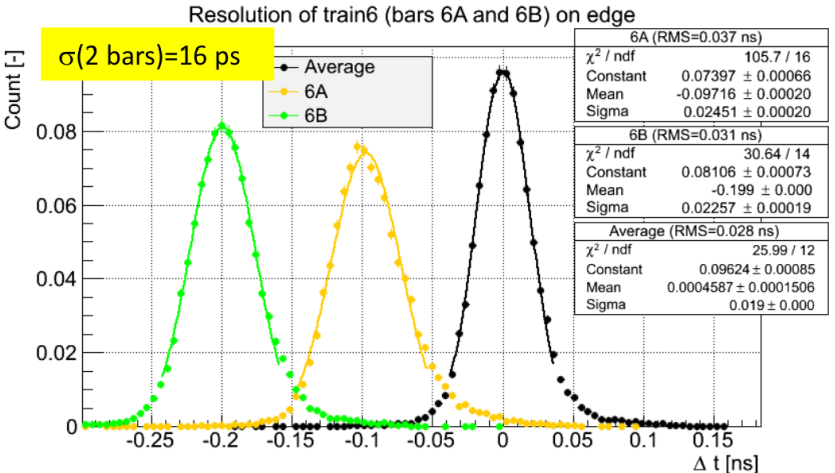 Resolution of train6 (bars 6A and 6B) on edge
σ(2 bars)=16 ps
Count [-]
Average
6A
6B
6A (RMS=0.037 ns)
χ² / ndf 105.7 / 16
Constant 0.07397 ± 0.00066
Mean -0.09716 ± 0.00020
Sigma 0.02451 ± 0.00020
6B (RMS=0.031 ns)
χ² / ndf 30.64 / 14
Constant 0.08106 ± 0.00073
Mean -0.199 ± 0.000
Sigma 0.02257 ± 0.00019
Average (RMS=0.028 ns)
χ² / ndf 25.99 / 12
Constant 0.09624 ± 0.00085
Mean 0.0004587 ± 0.0001506
Sigma 0.019 ± 0.000
0.08
0.06
0.04
0.02
0
-0.25 -0.2 -0.15 -0.1 -0.05 0 0.05 0.1 0.15
Δ t [ns]